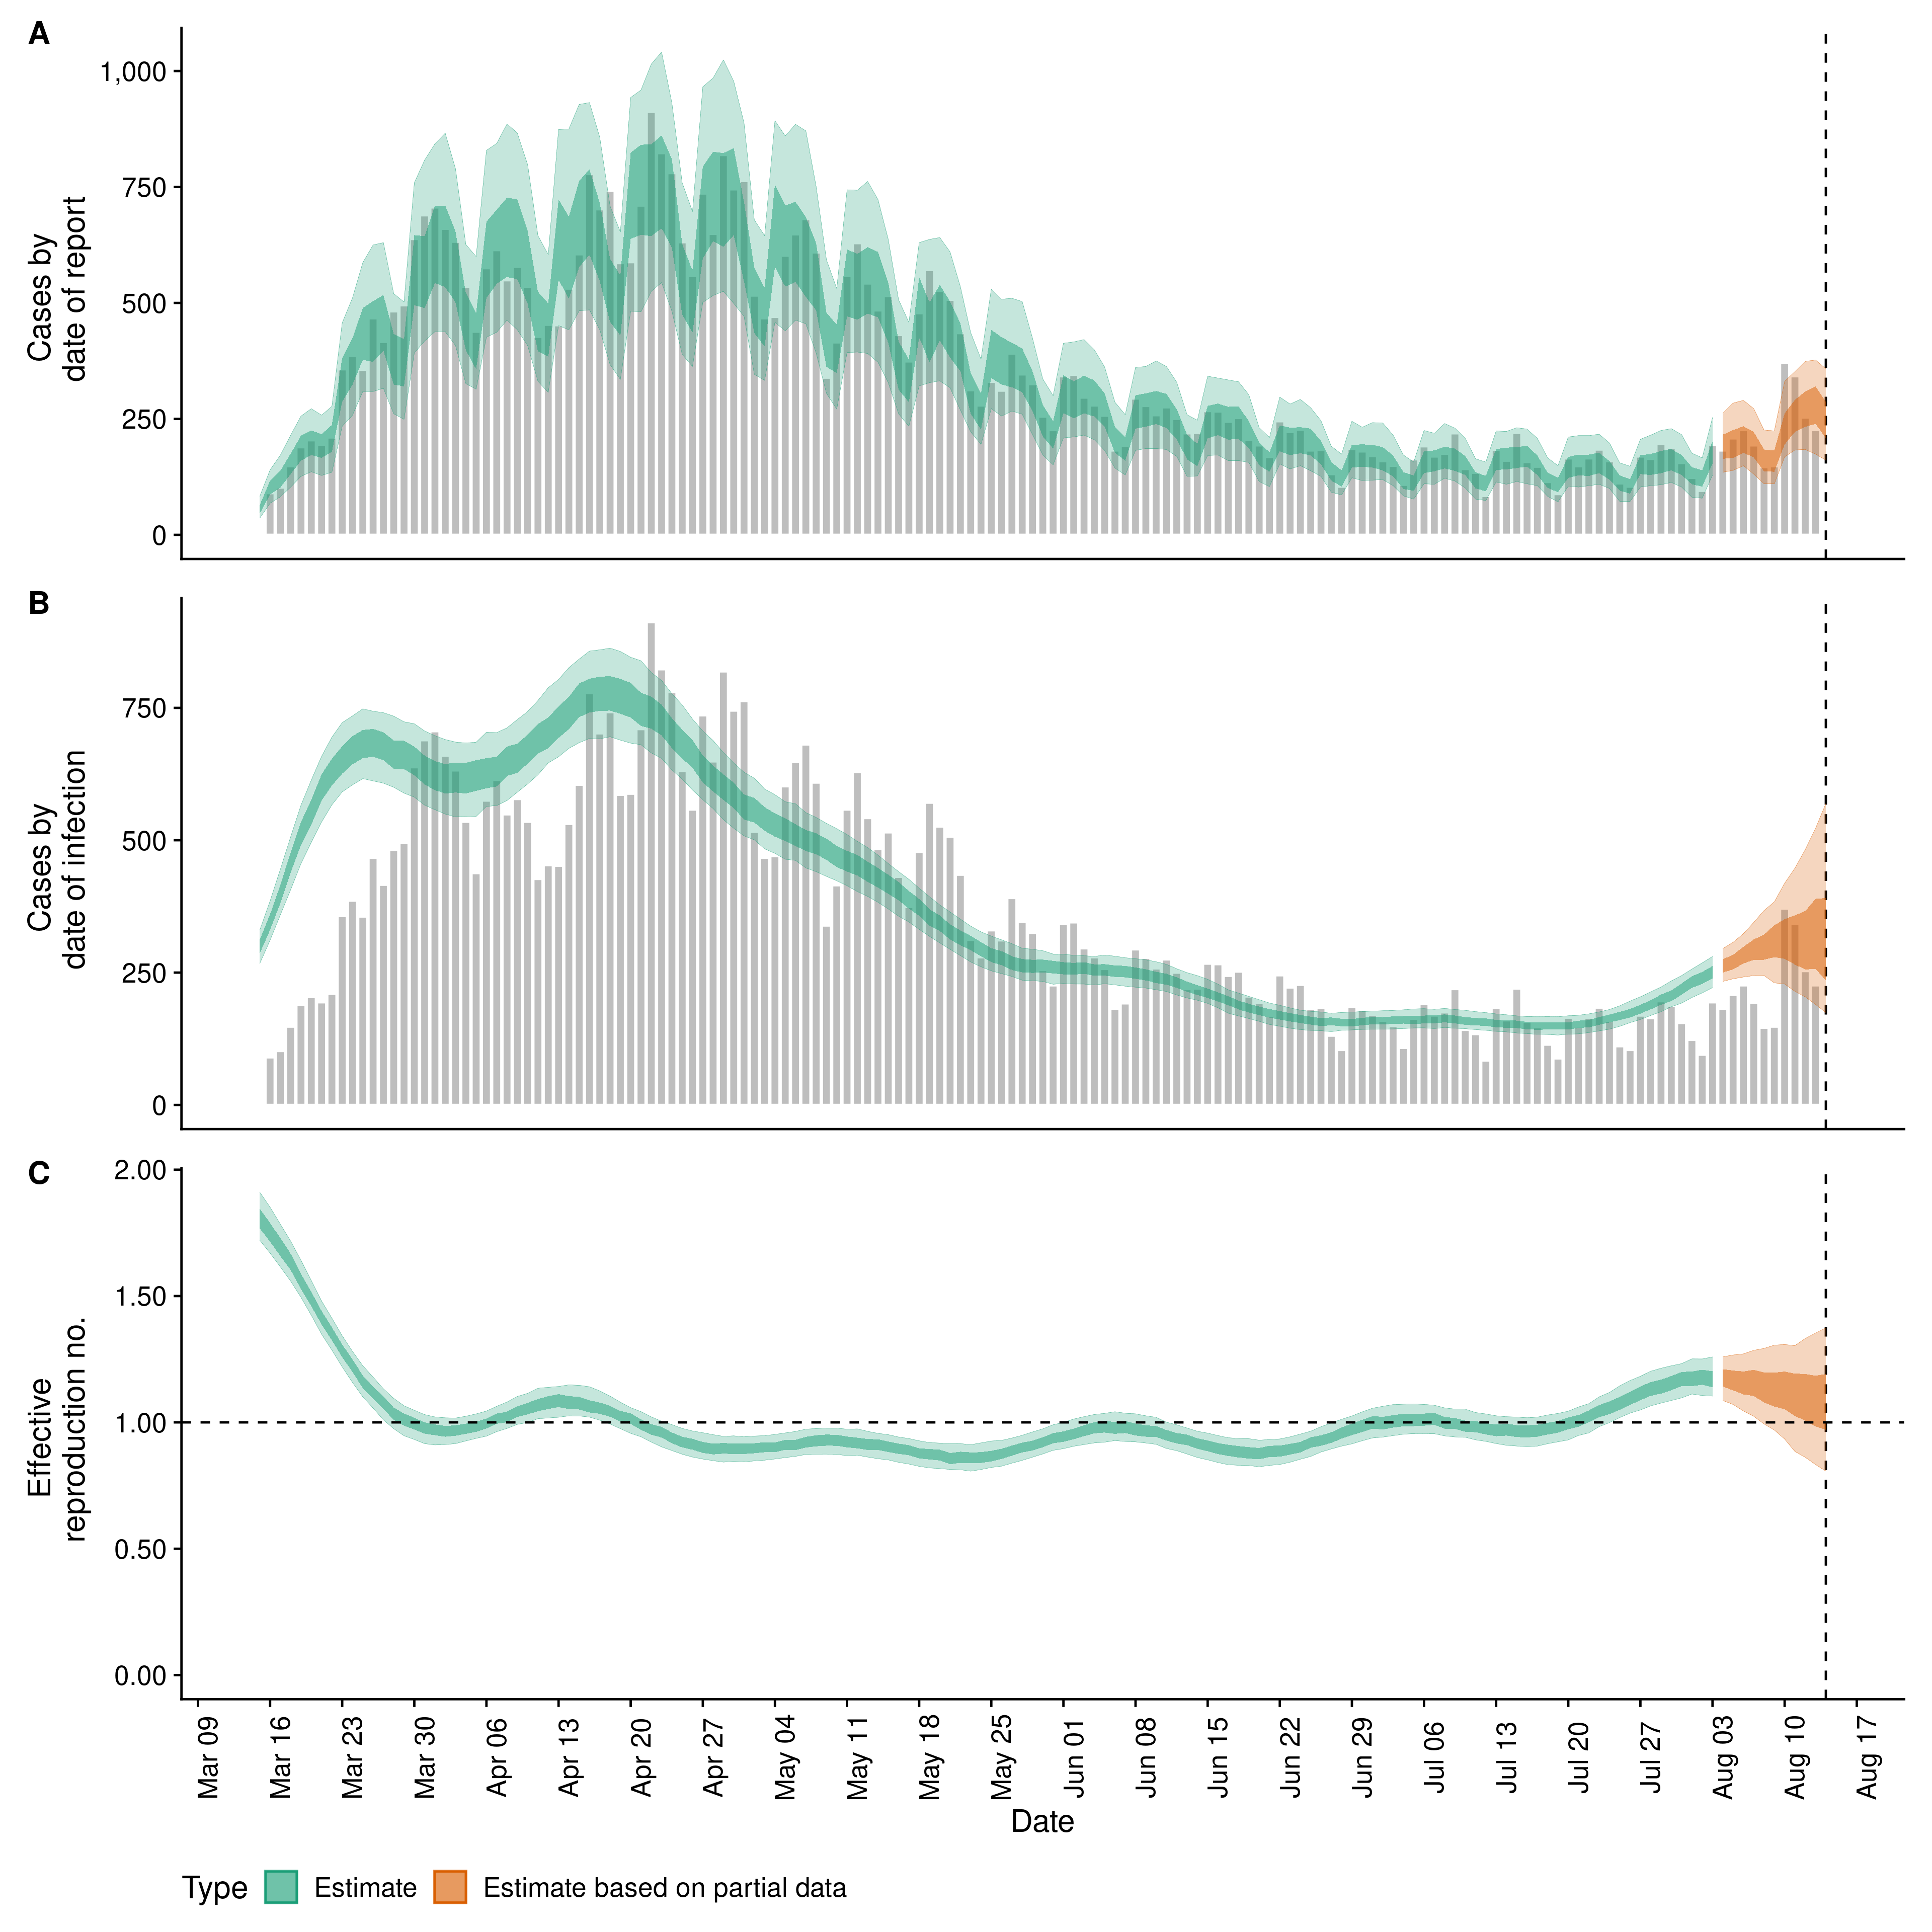 A
1,000
750
500
250
0
Cases by
date of report
B
750
500
250
0
Cases by
date of infection
C
2.00
1.50
1.00
0.50
0.00
Effective
reproduction no.
Mar 09
Mar 16
Mar 23
Mar 30
Apr 06
Apr 13
Apr 20
Apr 27
May 04
May 11
May 18
May 25
Jun 01
Jun 08
Jun 15
Jun 22
Jun 29
Jul 06
Jul 13
Jul 20
Jul 27
Aug 03
Aug 10
Aug 17
Date
Type Estimate Estimate based on partial data